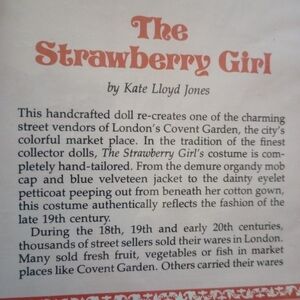 The
Strawberry Girl
by Kate Lloyd Jones
This handcrafted doll re-creates one of the charming
street vendors of London's Covent Garden, the city's
colorful market place. In the tradition of the finest
collector dolls, The Strawberry Girl's costume is com-
pletely hand-tailored. From the demure organdy mob
cap and blue velveteen jacket to the dainty eyelet
petticoat peeping out from beneath her cotton gown,
this costume authentically reflects the fashion of the
late 19th century.
During the 18th, 19th and early 20th centuries,
thousands of street sellers sold their wares in London.
Many sold fresh fruit, vegetables or fish in market
places like Covent Garden. Others carried their wares